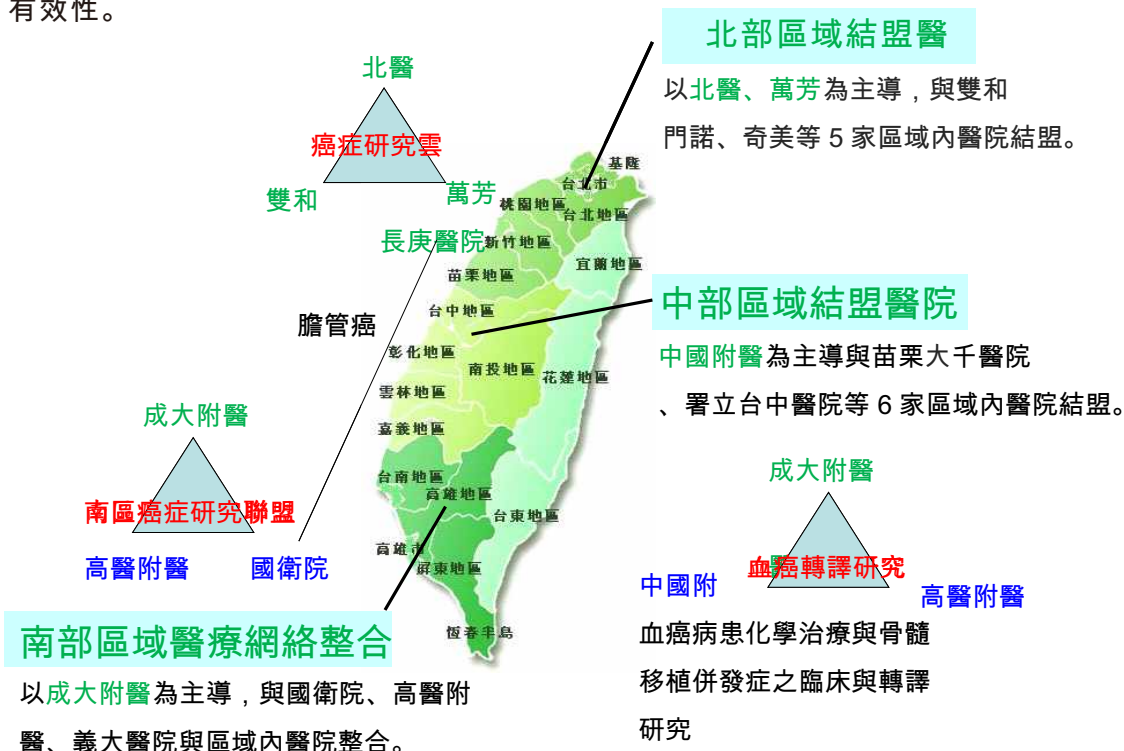 有效性。
北部區域結盟醫
以北醫、萬芳為主導，與雙和
門諾、奇美等 5 家區域內醫院結盟。
北醫
癌症研究雲
雙和
萬芳
長庚醫院
膽管癌
基隆
台北市
桃園地區
台北地區
新竹地區
宜蘭地區
苗栗地區
台中地區
彰化地區
南投地區
花蓮地區
雲林地區
嘉義地區
台南地區
高雄地區
台東地區
高雄市
屏東地區
恆春半島
中部區域結盟醫院
中國附醫為主導與苗栗大千醫院
、署立台中醫院等 6 家區域內醫院結盟。
成大附醫
南區癌症研究聯盟
高醫附醫
國衛院
成大附醫
醫
血癌轉譯研究
中國附
高醫附醫
血癌病患化學治療與骨髓
移植併發症之臨床與轉譯
研究
南部區域醫療網絡整合
以成大附醫為主導，與國衛院、高醫附
醫、義大醫院與區域內醫院整合。